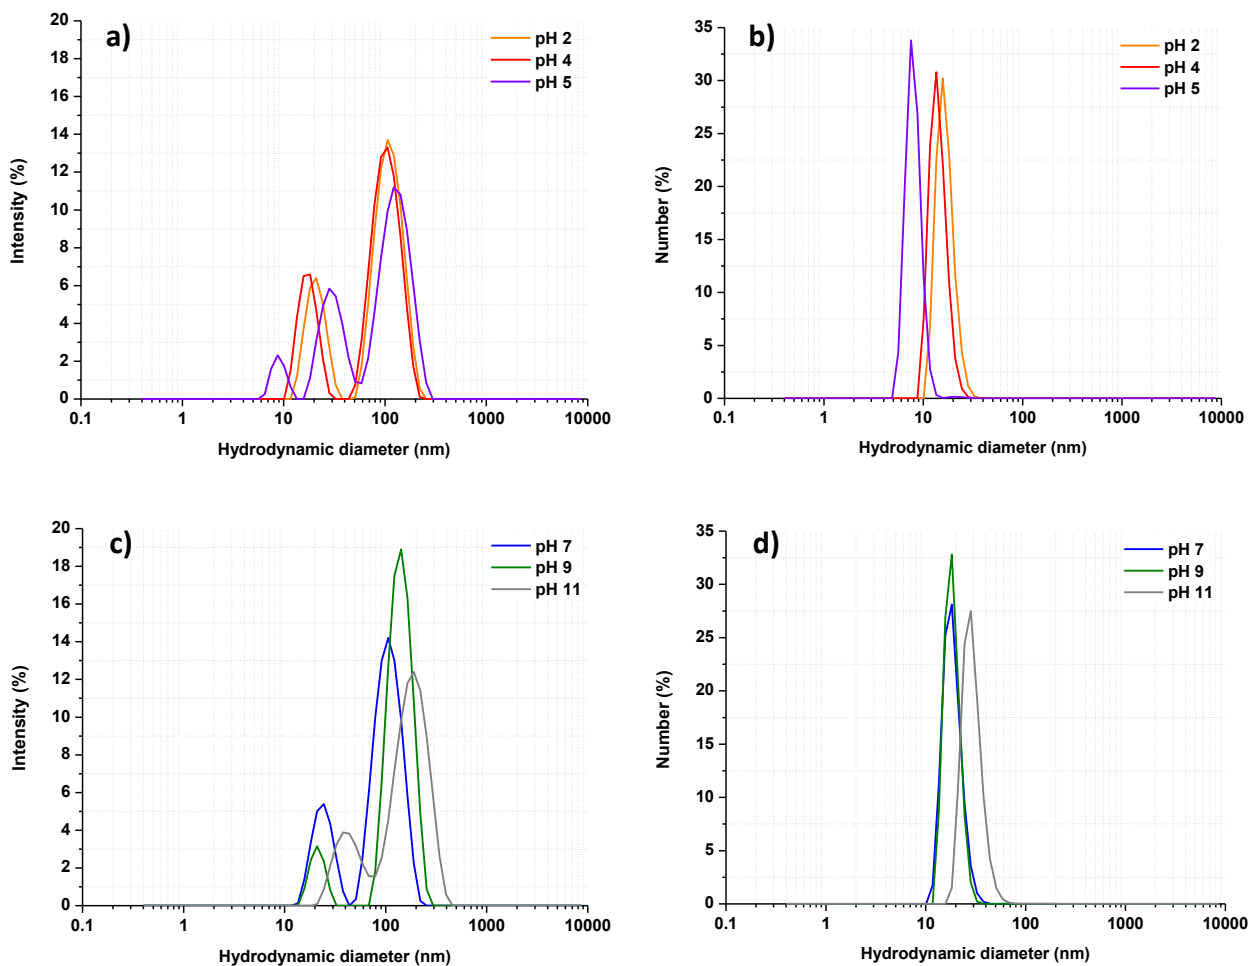 a)
pH 2
pH 4
pH 5
20
18
16
14
12
10
8
6
4
2
0
Intensity (%)
0.1 1 10 100 1000 10000
Hydrodynamic diameter (nm)
b)
pH 2
pH 4
pH 5
35
30
25
20
15
10
5
0
Number (%)
0.1 1 10 100 1000 10000
Hydrodynamic diameter (nm)
c)
pH 7
pH 9
pH 11
20
18
16
14
12
10
8
6
4
2
0
Intensity (%)
0.1 1 10 100 1000 10000
Hydrodynamic diameter (nm)
d)
pH 7
pH 9
pH 11
35
30
25
20
15
10
5
0
Number (%)
0.1 1 10 100 1000 10000
Hydrodynamic diameter (nm)